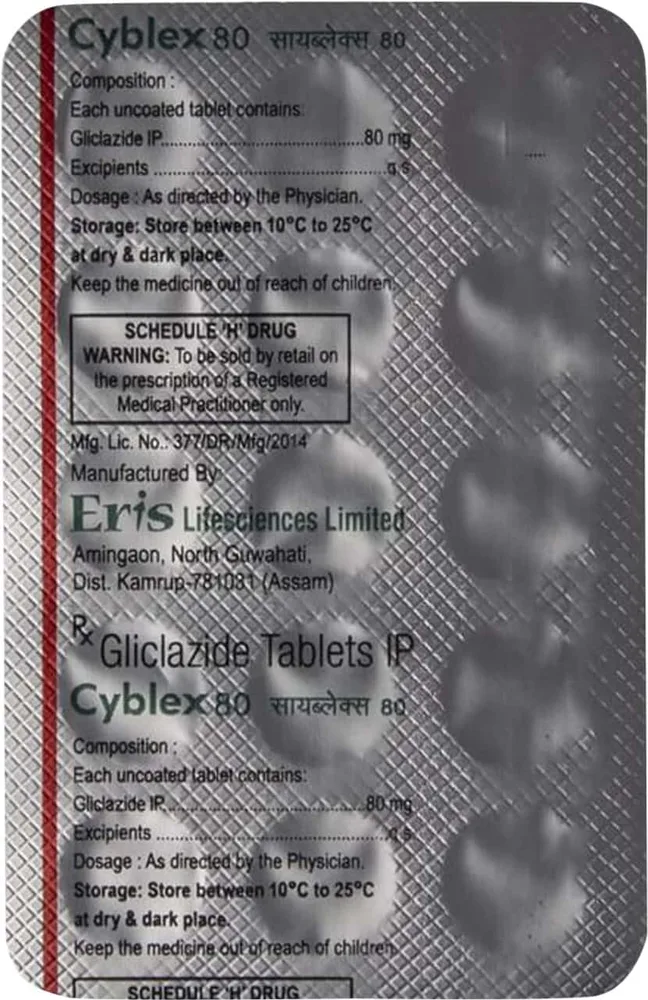 Cyblex 80 सायब्लेक्स 80
Composition :
Each uncoated tablet contains:
Gliclazide IP..................................................80 mg
Excipients ..........................................................q.s.
Dosage : As directed by the Physician.
Storage: Store between 10°C to 25°C
at dry & dark place.
Keep the medicine out of reach of children.
SCHEDULE 'H' DRUG
WARNING: To be sold by retail on
the prescription of a Registered
Medical Practitioner only.
Mfg. Lic. No.: 377/DR/Mfg/2014
Manufactured By:
Eris Lifesciences Limited
Amingaon, North Guwahati,
Dist. Kamrup-781031 (Assam)
Rx Gliclazide Tablets IP
Cyblex 80 सायब्लेक्स 80
Composition :
Each uncoated tablet contains:
Gliclazide IP..................................................80 mg
Excipients ..........................................................q.s.
Dosage : As directed by the Physician.
Storage: Store between 10°C to 25°C
at dry & dark place.
Keep the medicine out of reach of children.
SCHEDULE 'H' DRUG